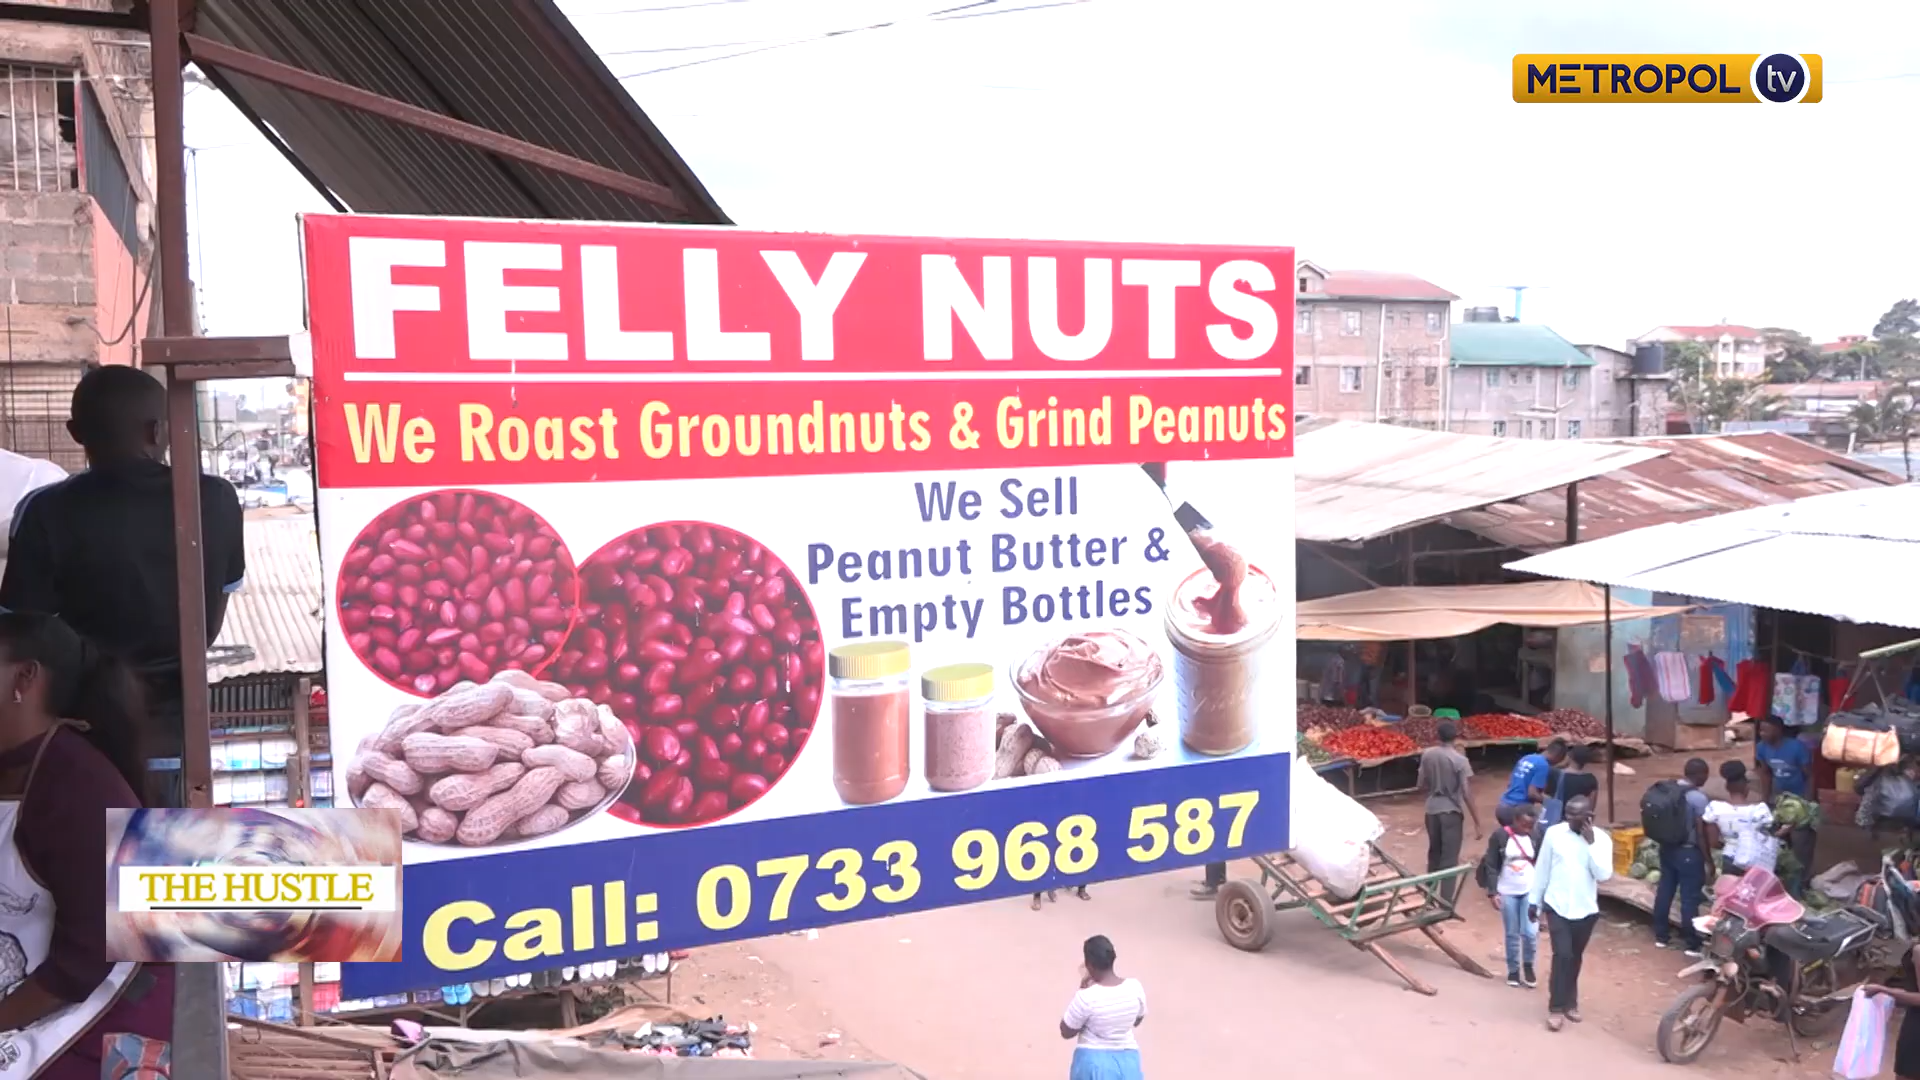 METROPOL tv
FELLY NUTS
We Roast Groundnuts & Grind Peanuts
We Sell
Peanut Butter &
Empty Bottles
Call: 0733 968 587
THE HUSTLE